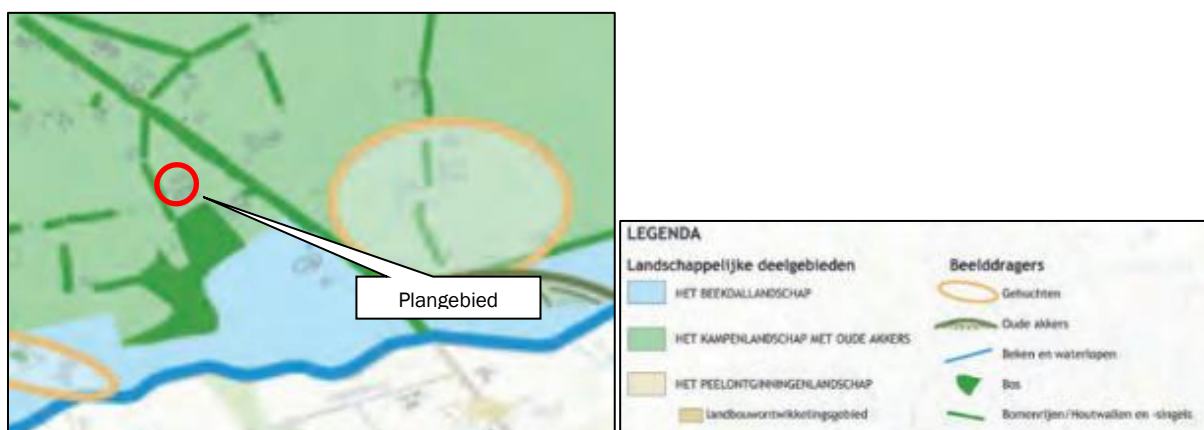 Plangebied
LEGENDA
Landschappelijke deelgebieden
HET BEEKDALLANDSCHAP
HET KAMPENLANDSCHAP MET OUDE AKKERS
HET PEELONTGINNINGENLANDSCHAP
landbouwontwikkelingsgebied
Beelddragers
Gehuchten
Oude akkers
Beken en waterlopen
Bos
Bomenrijen/Houtwallen en -singels